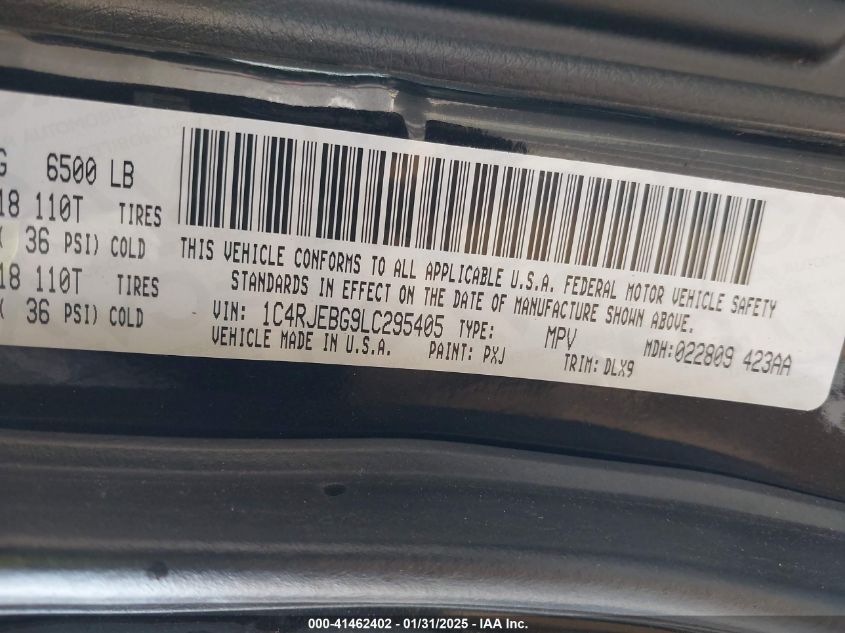 G 6500 LB
18 110T TIRES
( 36 PSI) COLD
18 110T TIRES
( 36 PSI) COLD
THIS VEHICLE CONFORMS TO ALL APPLICABLE U.S.A. FEDERAL MOTOR VEHICLE SAFETY
STANDARDS IN EFFECT ON THE DATE OF MANUFACTURE SHOWN ABOVE.
VIN: 1C4RJEBG9LC295405 TYPE: MPV MDH:022809 423AA
VEHICLE MADE IN U.S.A. PAINT: PXJ TRIM: DLX9
000-41462402 - 01/31/2025 - IAA Inc.